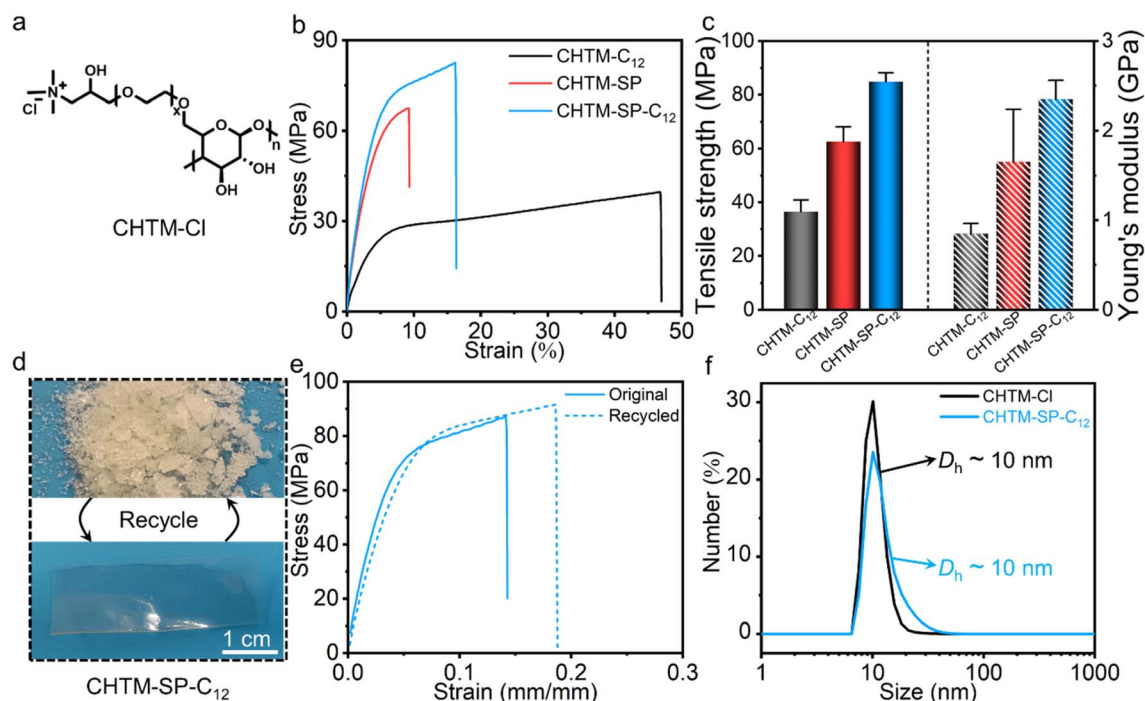 a
OH
N+
Cl−
O
O
x
O
O
O
n
OH
OH
CHTM-Cl
b
90
60
30
0
Stress (MPa)
CHTM-C12
CHTM-SP
CHTM-SP-C12
0 10 20 30 40 50
Strain (%)
c
100
80
60
40
20
0
Tensile strength (MPa)
3
2
1
0
Young's modulus (GPa)
CHTM-C12
CHTM-SP
CHTM-SP-C12
CHTM-C12
CHTM-SP
CHTM-SP-C12
d
Recycle
1 cm
CHTM-SP-C12
e
100
80
60
40
20
0
Stress (MPa)
Original
Recycled
0.0 0.1 0.2 0.3
Strain (mm/mm)
f
30
20
10
0
Number (%)
CHTM-Cl
CHTM-SP-C12
Dh ~ 10 nm
Dh ~ 10 nm
1 10 100 1000
Size (nm)